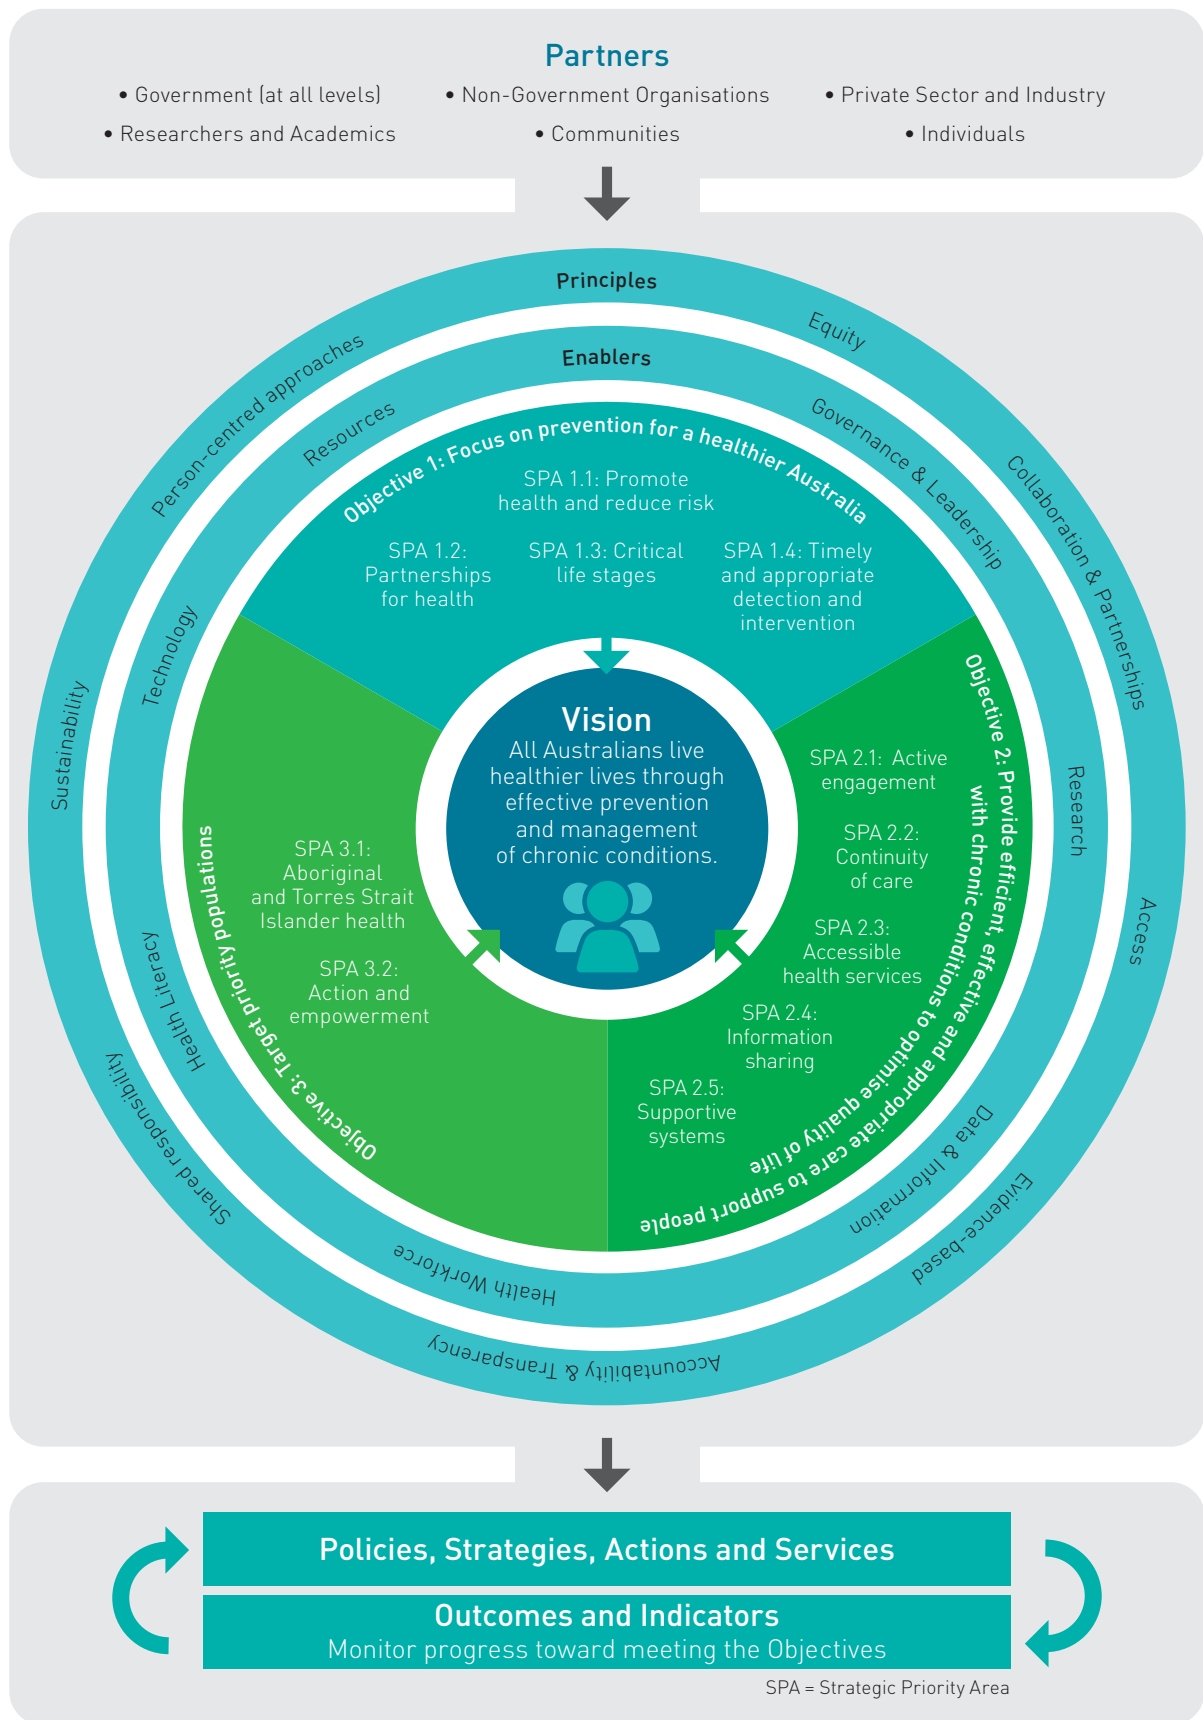 Partners
• Government (at all levels)
• Non-Government Organisations
• Private Sector and Industry
• Researchers and Academics
• Communities
• Individuals
Principles
Equity
Collaboration & Partnerships
Access
Evidence-based
Accountability & Transparency
Shared responsibility
Sustainability
Person-centred approaches
Enablers
Governance & Leadership
Research
Data & Information
Health Workforce
Health Literacy
Technology
Resources
Objective 1: Focus on prevention for a healthier Australia
SPA 1.1: Promote
health and reduce risk
SPA 1.2:
Partnerships
for health
SPA 1.3: Critical
life stages
SPA 1.4: Timely
and appropriate
detection and
intervention
Objective 2: Provide efficient, effective and appropriate care to support people
with chronic conditions to optimise quality of life
SPA 2.1: Active
engagement
SPA 2.2:
Continuity
of care
SPA 2.3:
Accessible
health services
SPA 2.4:
Information
sharing
SPA 2.5:
Supportive
systems
Objective 3: Target priority populations
SPA 3.1:
Aboriginal
and Torres Strait
Islander health
SPA 3.2:
Action and
empowerment
Vision
All Australians live
healthier lives through
effective prevention
and management
of chronic conditions.
Policies, Strategies, Actions and Services
Outcomes and Indicators
Monitor progress toward meeting the Objectives
SPA = Strategic Priority Area